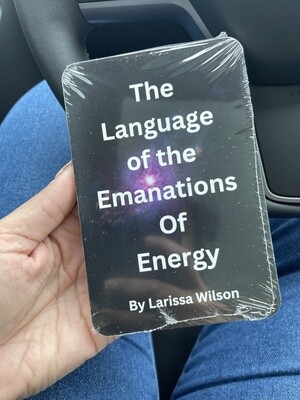 The
Language
of the
Emanations
Of
Energy
By Larissa Wilson